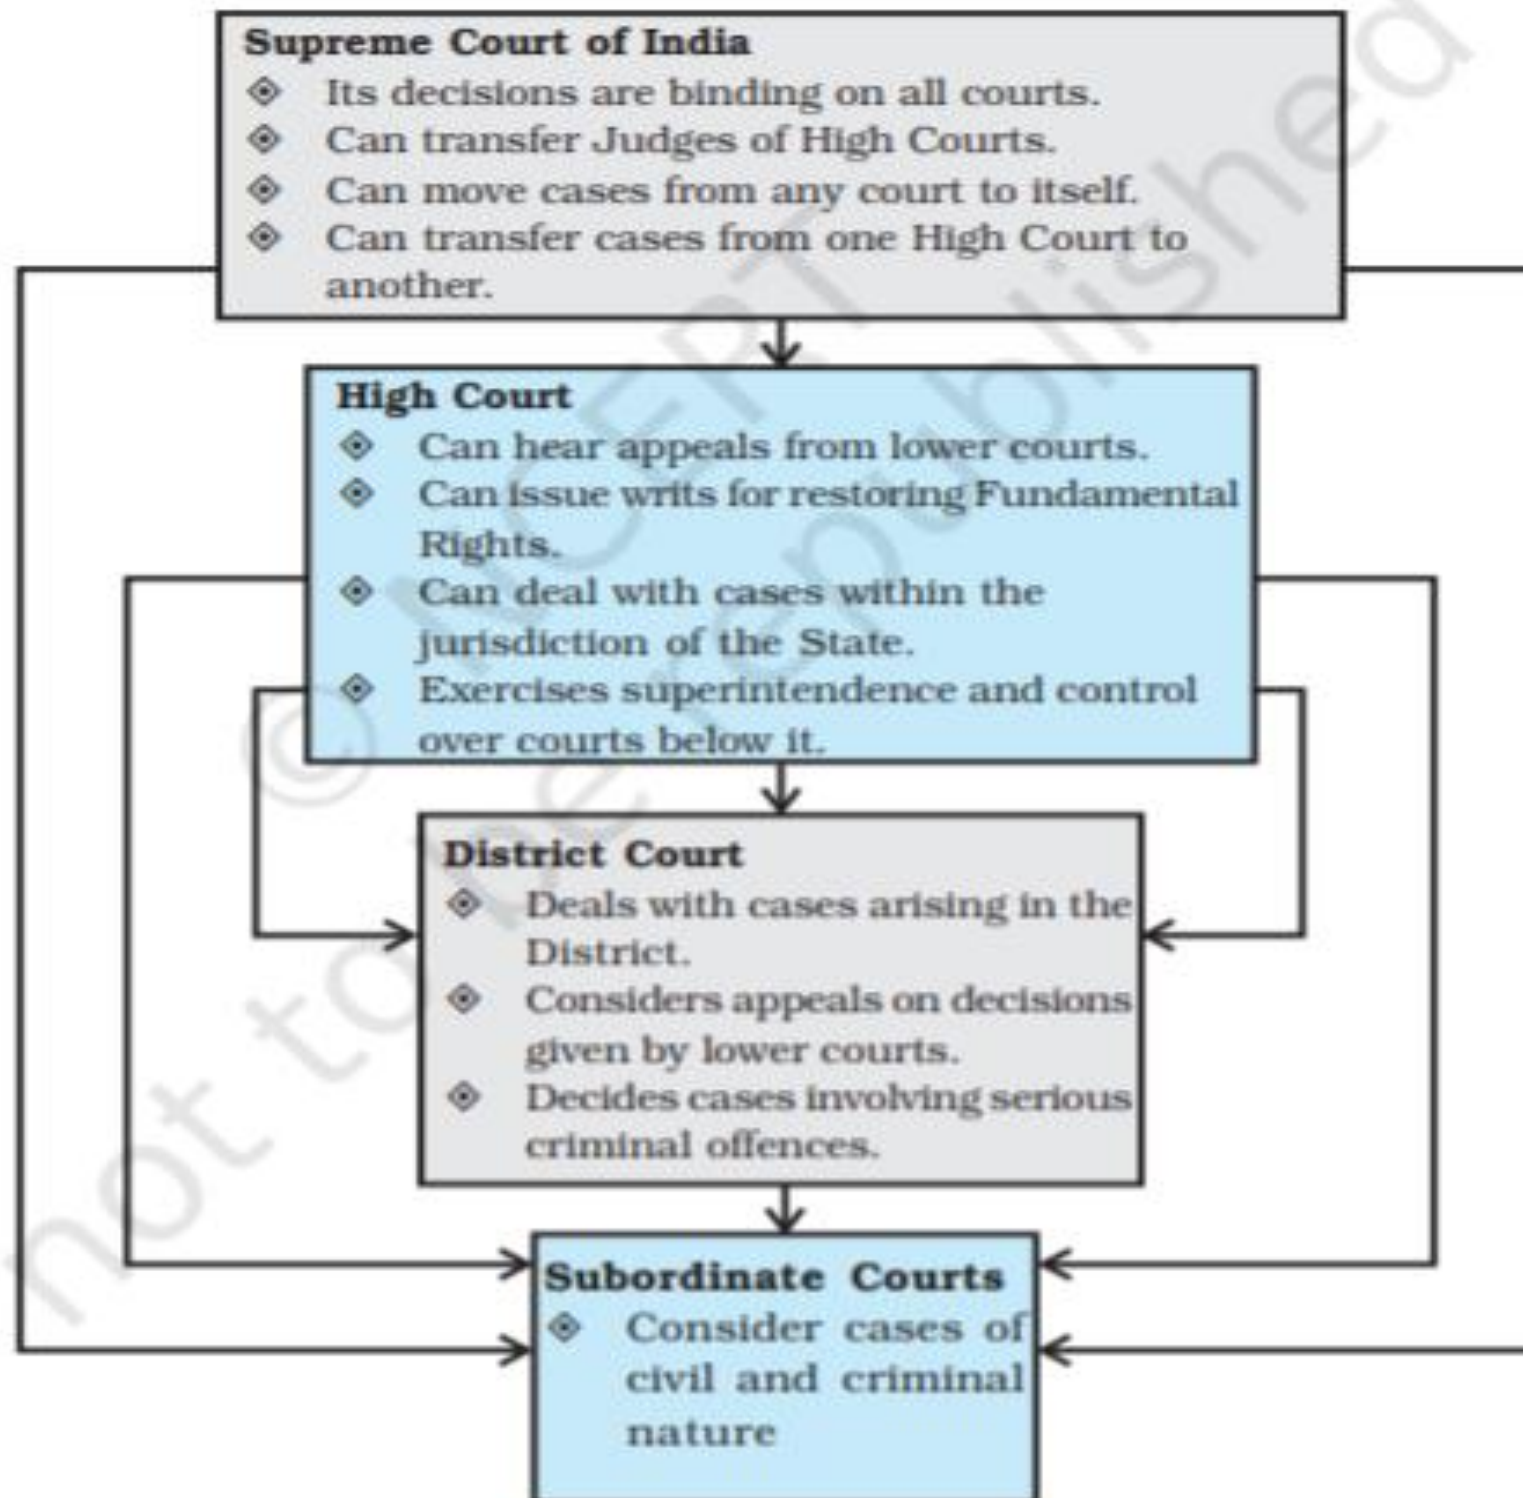 Supreme Court of India
Its decisions are binding on all courts.
Can transfer Judges of High Courts.
Can move cases from any court to itself.
Can transfer cases from one High Court to
another.
High Court
Can hear appeals from lower courts.
Can issue writs for restoring Fundamental
Rights.
Can deal with cases within the
jurisdiction of the State.
Exercises superintendence and control
over courts below it.
District Court
Deals with cases arising in the
District.
Considers appeals on decisions
given by lower courts.
Decides cases involving serious
criminal offences.
Subordinate Courts
Consider cases of
civil and criminal
nature
© NCERT
not to be republished